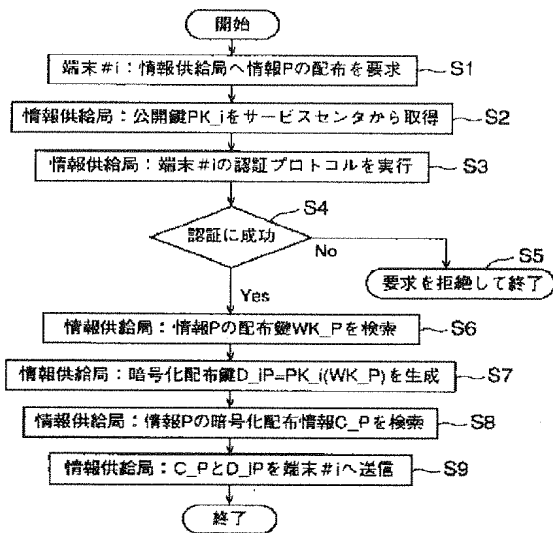 開始
端末#i：情報供給局へ情報Pの配布を要求
S1
情報供給局：公開鍵PK_iをサービスセンタから取得
S2
情報供給局：端末#iの認証プロトコルを実行
S3
S4
認証に成功
No
S5
要求を拒絶して終了
Yes
情報供給局：情報Pの配布鍵WK_Pを検索
S6
情報供給局：暗号化配布鍵D_iP=PK_i(WK_P)を生成
S7
情報供給局：情報Pの暗号化配布情報C_Pを検索
S8
情報供給局：C_PとD_iPを端末#iへ送信
S9
終了